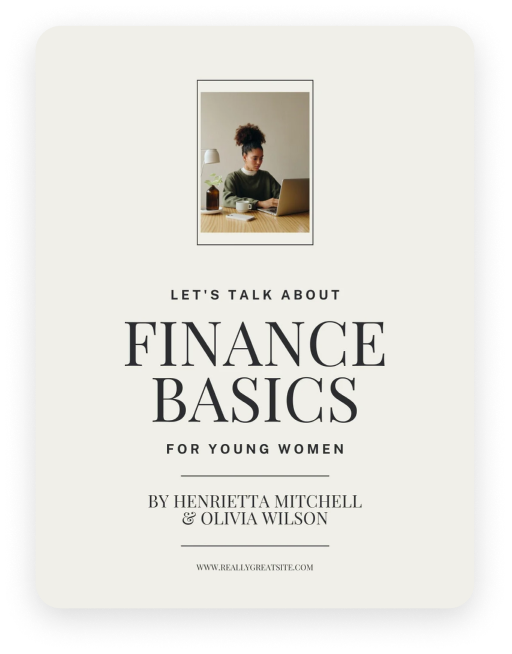 LET'S TALK ABOUT
FINANCE
BASICS
FOR YOUNG WOMEN
BY HENRIETTA MITCHELL
& OLIVIA WILSON
WWW.REALLYGREATSITE.COM